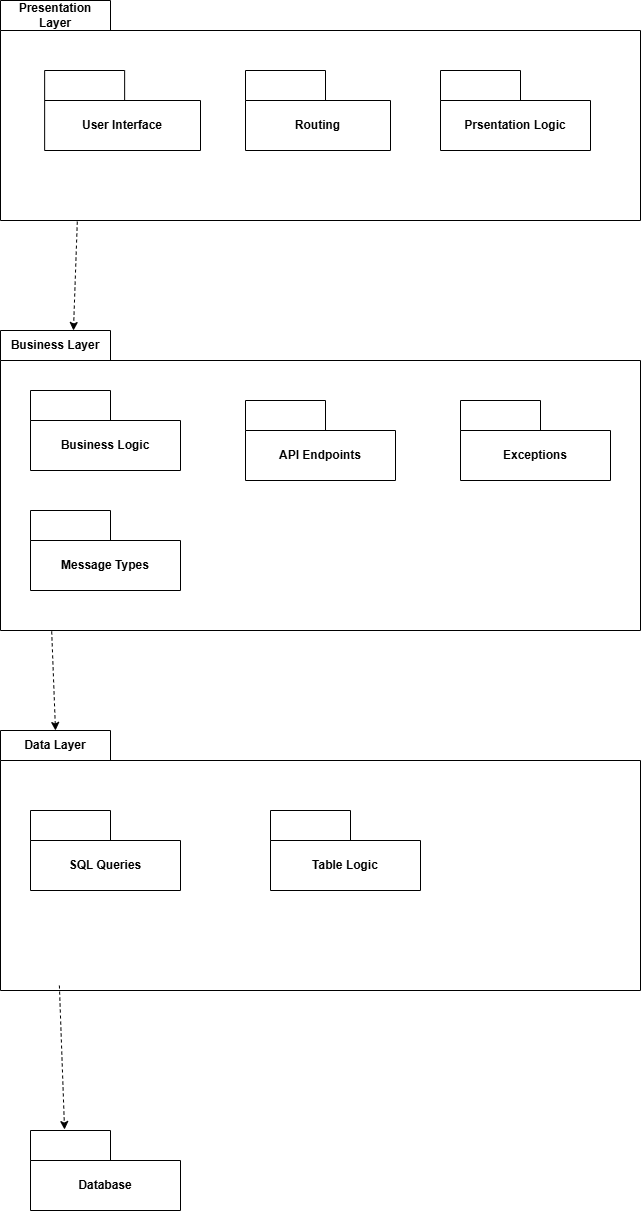 Presentation
Layer
User Interface
Routing
Prsentation Logic
Business Layer
Business Logic
API Endpoints
Exceptions
Message Types
Data Layer
SQL Queries
Table Logic
Database